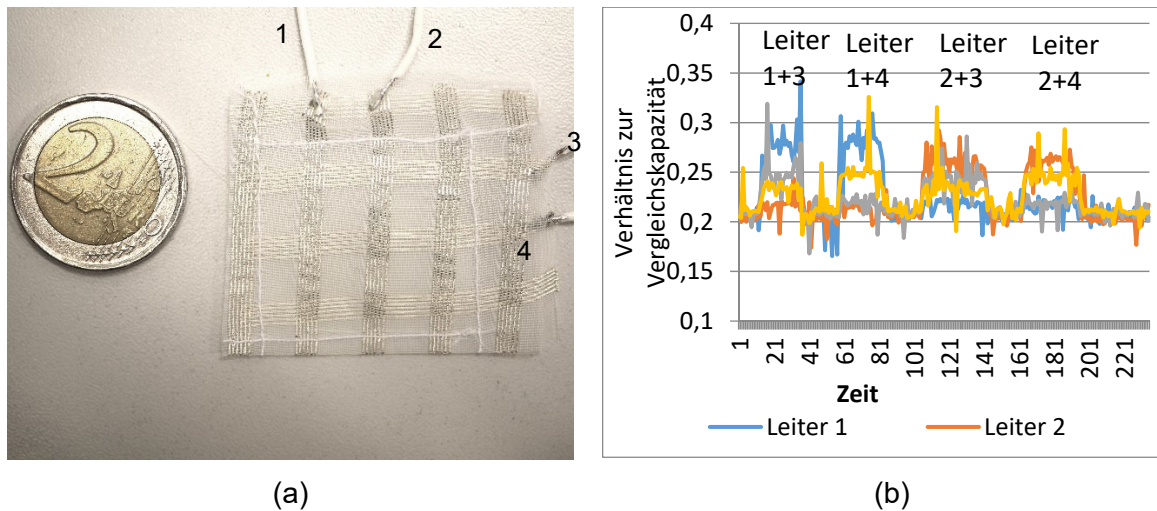 1
2
3
4
2
(a)
0,4
0,35
0,3
0,25
0,2
0,15
0,1
Verhältnis zur
Vergleichskapazität
Leiter
1+3
Leiter
1+4
Leiter
2+3
Leiter
2+4
1
21
41
61
81
101
121
141
161
181
201
221
Zeit
Leiter 1
Leiter 2
(b)